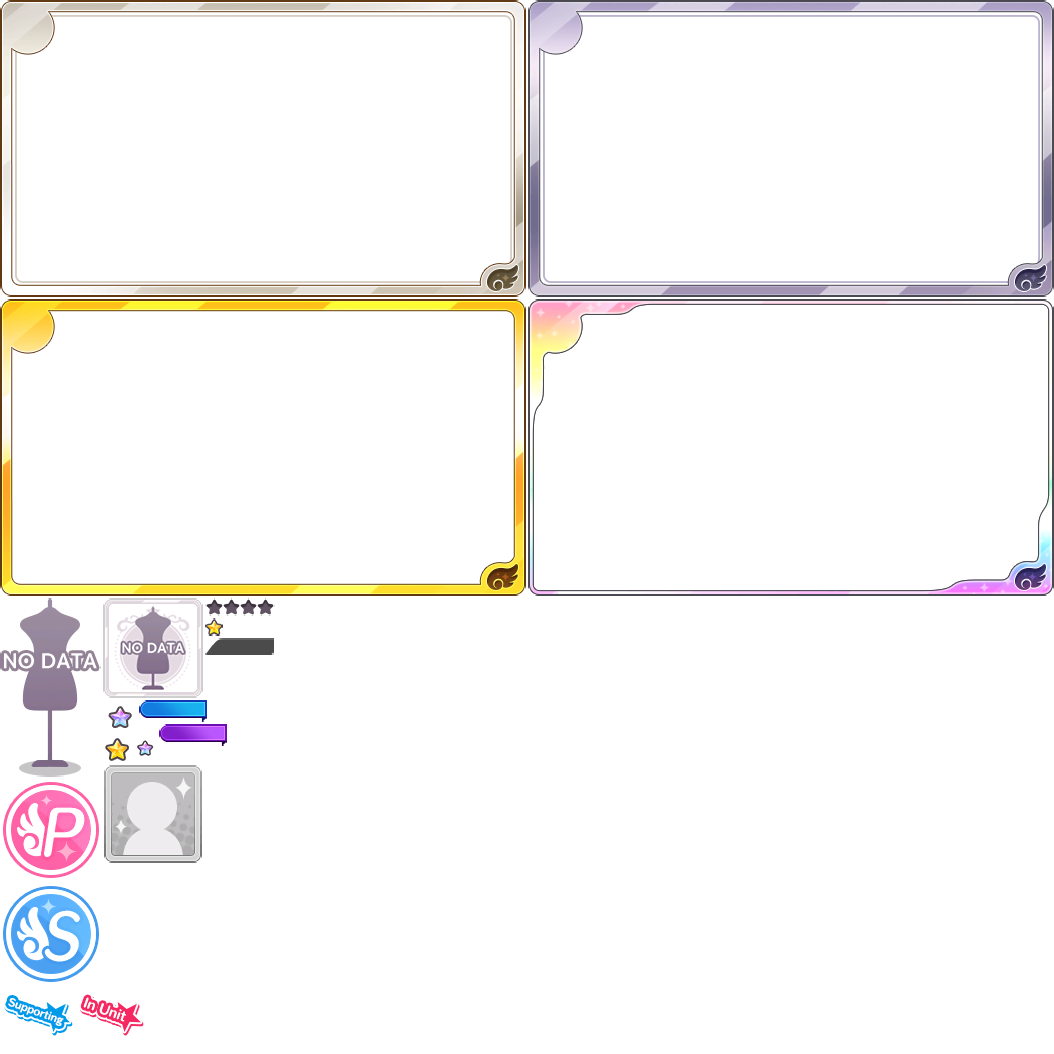 NO DATA
NO DATA
P
S
Supporting
In Unit